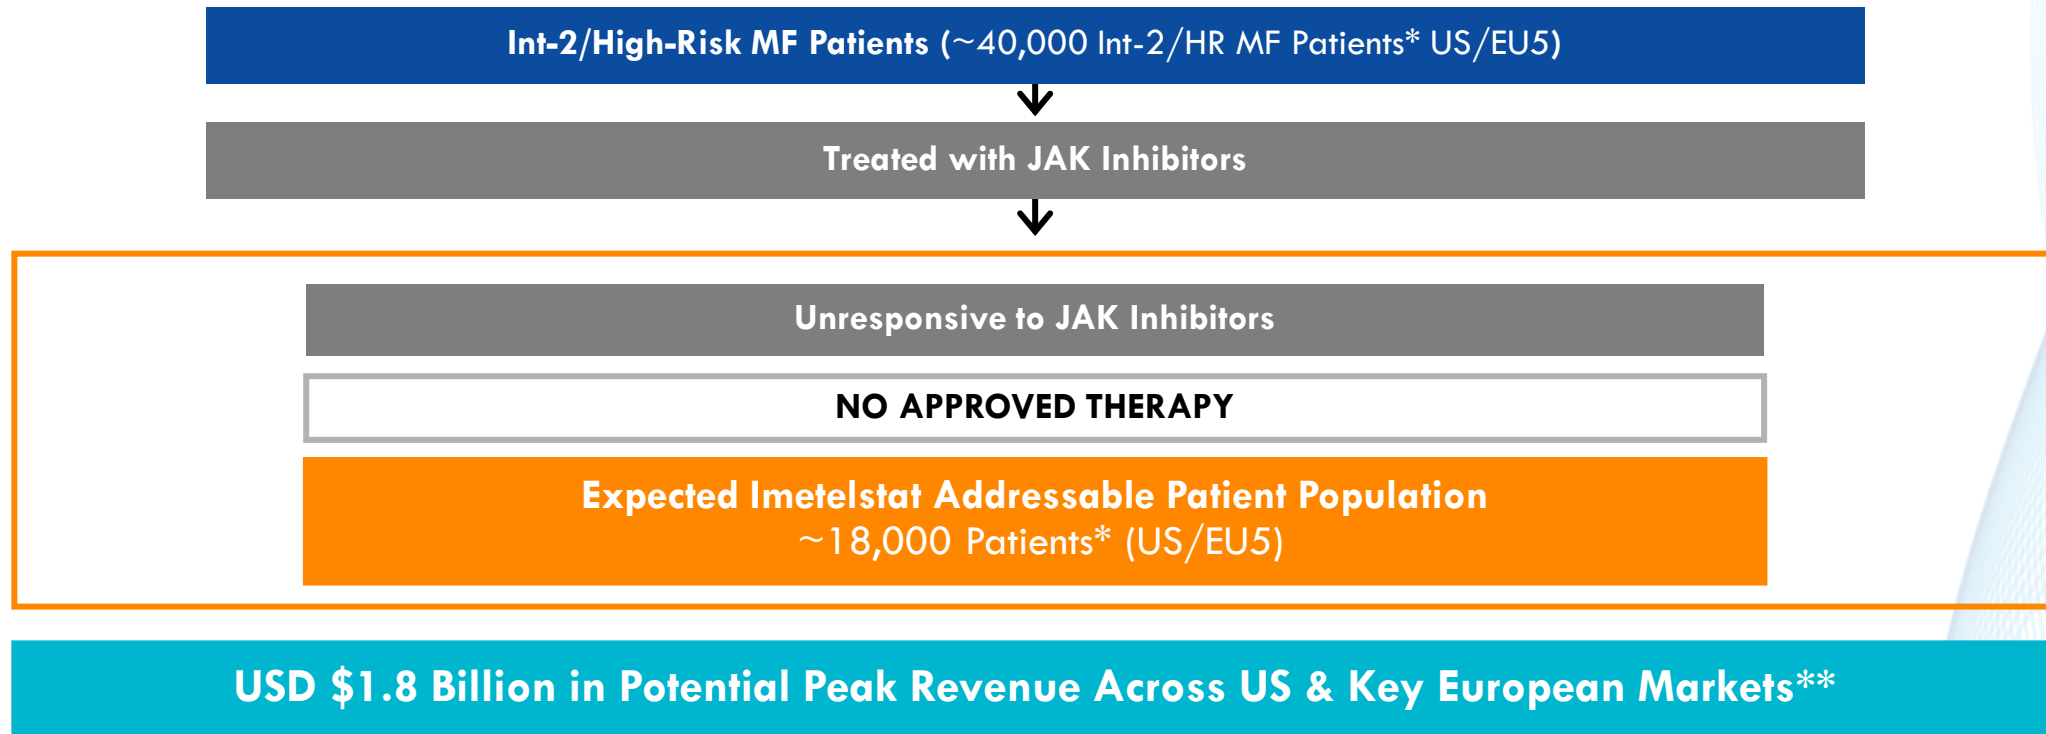 Int-2/High-Risk MF Patients (~40,000 Int-2/HR MF Patients* US/EU5)
Treated with JAK Inhibitors
Unresponsive to JAK Inhibitors
NO APPROVED THERAPY
Expected Imetelstat Addressable Patient Population
~18,000 Patients* (US/EU5)
USD $1.8 Billion in Potential Peak Revenue Across US & Key European Markets**